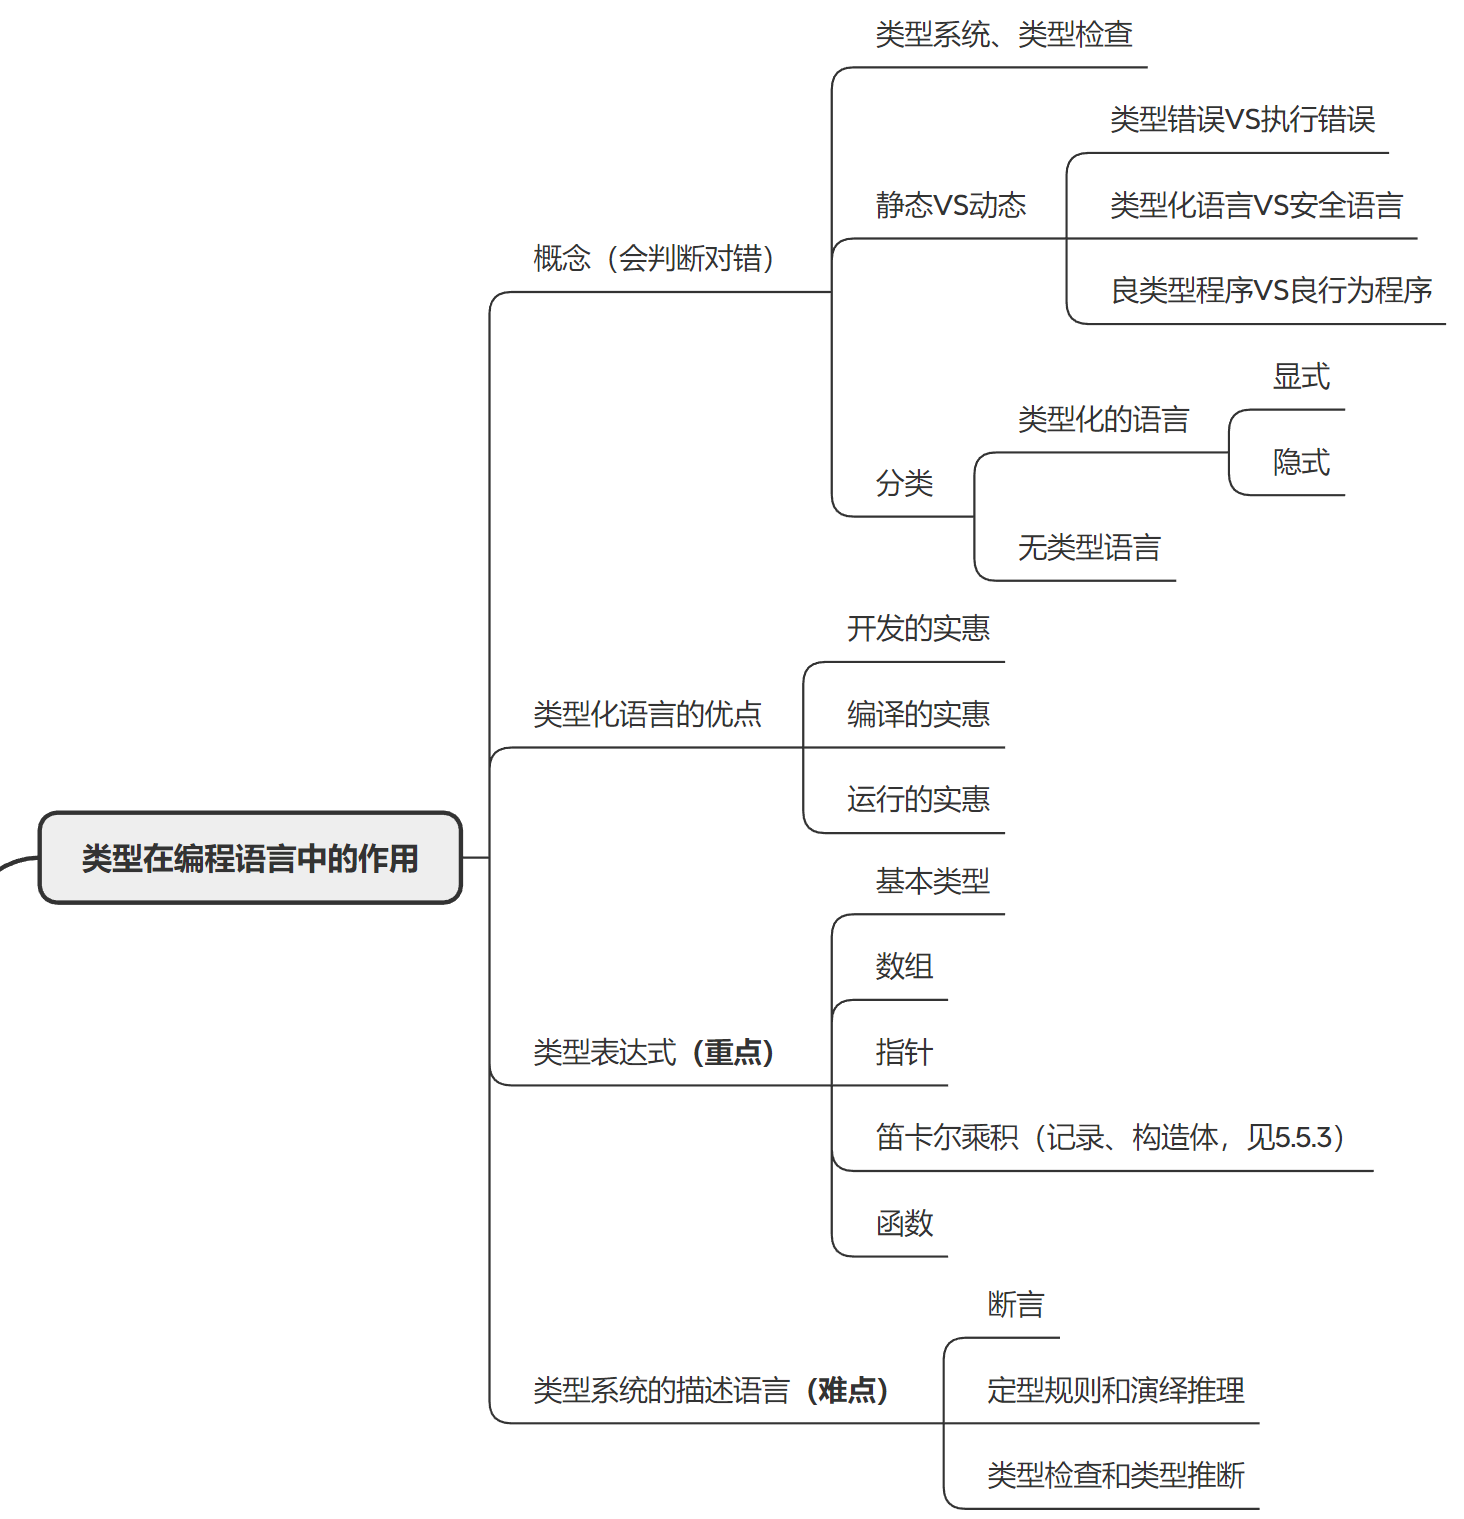 类型系统、类型检查
类型错误VS执行错误
静态VS动态
类型化语言VS安全语言
概念（会判断对错）
良类型程序VS良行为程序
显式
类型化的语言
隐式
分类
无类型语言
开发的实惠
类型化语言的优点
编译的实惠
运行的实惠
类型在编程语言中的作用
基本类型
数组
类型表达式（重点）
指针
笛卡尔乘积（记录、构造体，见5.5.3）
函数
断言
类型系统的描述语言（难点）
定型规则和演绎推理
类型检查和类型推断